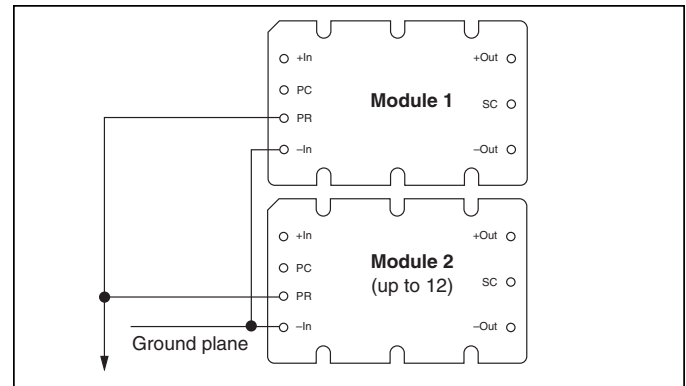 +In
+Out
PC
Module 1
SC
PR
–In
–Out
+In
+Out
PC
Module 2
(up to 12)
SC
PR
–In
–Out
Ground plane